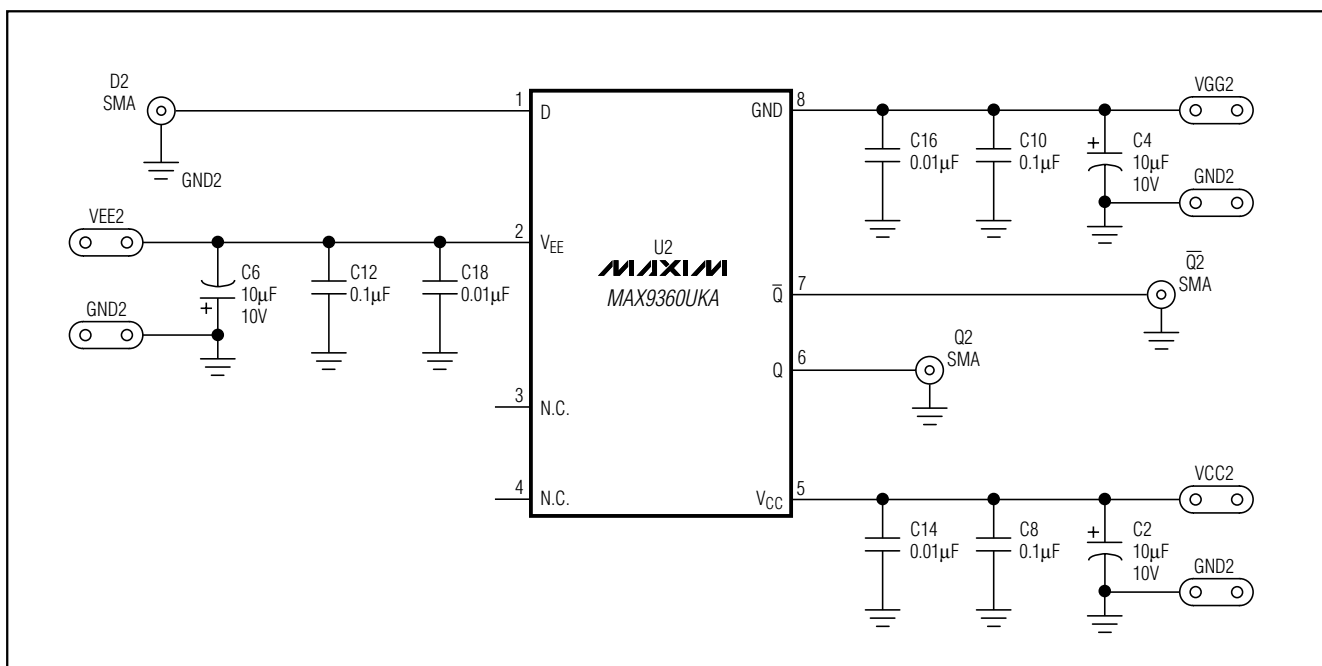 D2
SMA
GND2
VEE2
C6
10µF
10V
+
C12
0.1µF
C18
0.01µF
GND2
1
D
2
VEE
3
N.C.
4
N.C.
U2
MAXIM
MAX9360UKA
GND
8
Q̅
7
Q
6
VCC
5
C16
0.01µF
C10
0.1µF
+
C4
10µF
10V
VGG2
GND2
Q̅2
SMA
Q2
SMA
C14
0.01µF
C8
0.1µF
+
C2
10µF
10V
VCC2
GND2